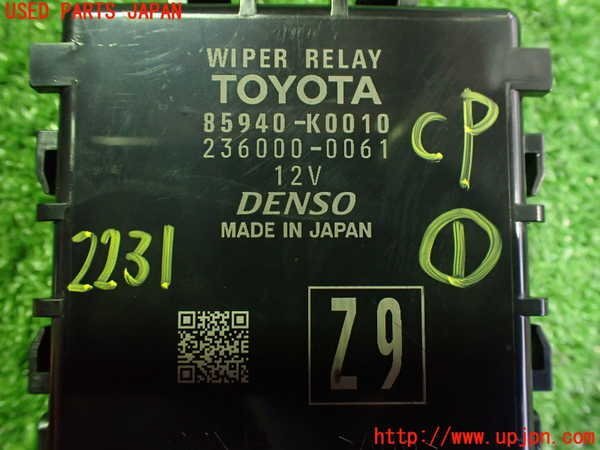 USED PARTS JAPAN
WIPER RELAY
TOYOTA
85940-K0010
236000-0061
12V
DENSO
MADE IN JAPAN
CP
2231
①
Z9
http://www.upjpn.com